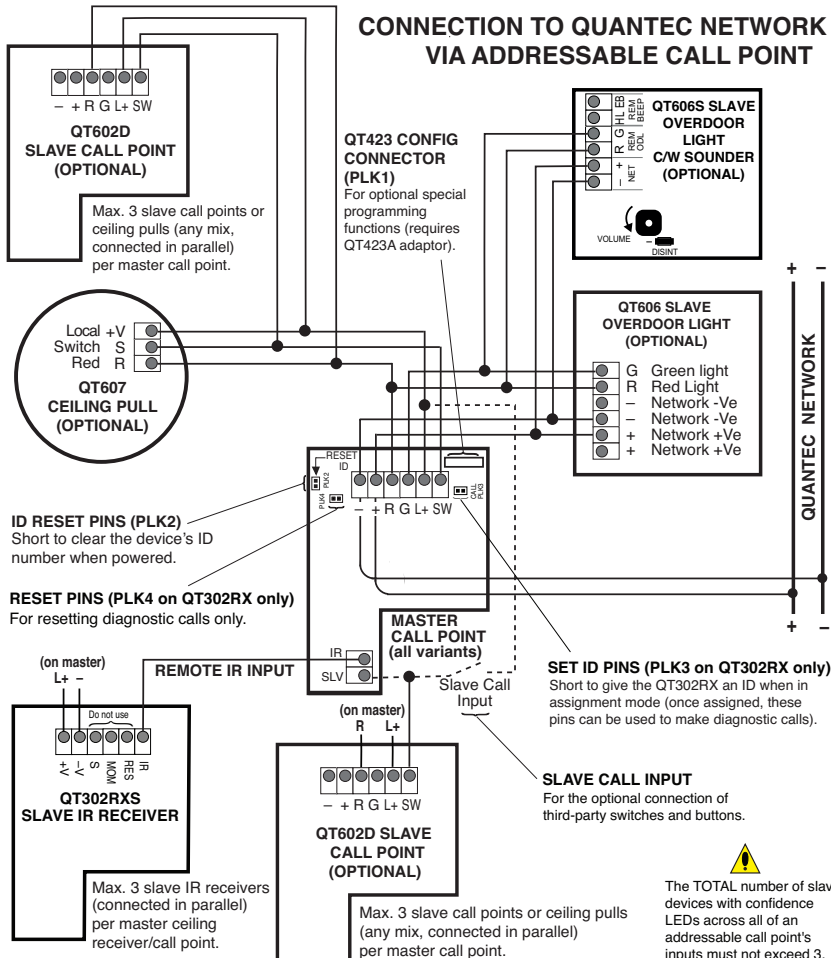 CONNECTION TO QUANTEC NETWORK
VIA ADDRESSABLE CALL POINT
– + R G L+ SW
QT602D
SLAVE CALL POINT
(OPTIONAL)
Max. 3 slave call points or
ceiling pulls (any mix,
connected in parallel)
per master call point.
QT423 CONFIG
CONNECTOR
(PLK1)
For optional special
programming
functions (requires
QT423A adaptor).
EB
HL
REM
BEEP
G
R
REM
ODL
+
–
NET
QT606S SLAVE
OVERDOOR
LIGHT
C/W SOUNDER
(OPTIONAL)
VOLUME
–
DISINT
+ –
QUANTEC NETWORK
+ –
Local +V
Switch S
Red R
QT607
CEILING PULL
(OPTIONAL)
QT606 SLAVE
OVERDOOR LIGHT
(OPTIONAL)
G Green light
R Red Light
– Network -Ve
– Network -Ve
+ Network +Ve
+ Network +Ve
RESET
ID
PLK2
PLK4
CALL
PLK3
– + R G L+ SW
ID RESET PINS (PLK2)
Short to clear the device's ID
number when powered.
RESET PINS (PLK4 on QT302RX only)
For resetting diagnostic calls only.
MASTER
CALL POINT
(all variants)
IR
SLV
REMOTE IR INPUT
Slave Call
Input
SET ID PINS (PLK3 on QT302RX only)
Short to give the QT302RX an ID when in
assignment mode (once assigned, these
pins can be used to make diagnostic calls).
SLAVE CALL INPUT
For the optional connection of
third-party switches and buttons.
(on master)
L+ –
Do not use
+V –V S MOM RES IR
QT302RXS
SLAVE IR RECEIVER
Max. 3 slave IR receivers
(connected in parallel)
per master ceiling
receiver/call point.
(on master)
R L+
– + R G L+ SW
QT602D SLAVE
CALL POINT
(OPTIONAL)
Max. 3 slave call points or ceiling pulls
(any mix, connected in parallel)
per master call point.
!
The TOTAL number of slav
devices with confidence
LEDs across all of an
addressable call point's
inputs must not exceed 3.